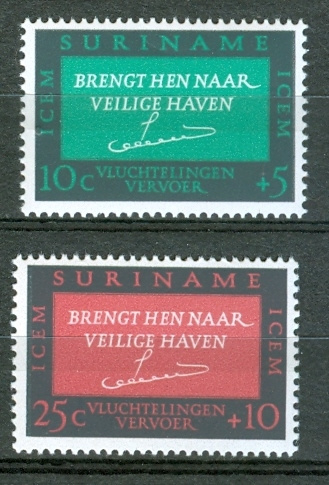 SURINAME
ICEM
BRENGT HEN NAAR
VEILIGE HAVEN
ICEM
10C VLUCHTELINGEN +5
VERVOER
SURINAME
ICEM
BRENGT HEN NAAR
VEILIGE HAVEN
ICEM
25C VLUCHTELINGEN +10
VERVOER